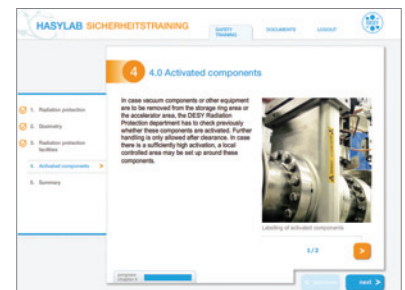 HASYLAB SICHERHEITSTRAINING
SAFETY
TRAINING
DOCUMENTS
LOGOUT
DESY
4
4.0 Activated components
1. Radiation protection
2. Dosimetry
3. Radiation protection
facilities
4. Activated components >
5. Summary
In case vacuum components or other equipment
are to be removed from the storage ring area or
the accelerator area, the DESY Radiation
Protection department has to check previously
whether these components are activated. Further
handling is only allowed after clearance. In case
there is a sufficiently high activation, a local
controlled area may be set up around these
components.
Labelling of activated components
1/2
>
progress
chapter 4
< previous
next >